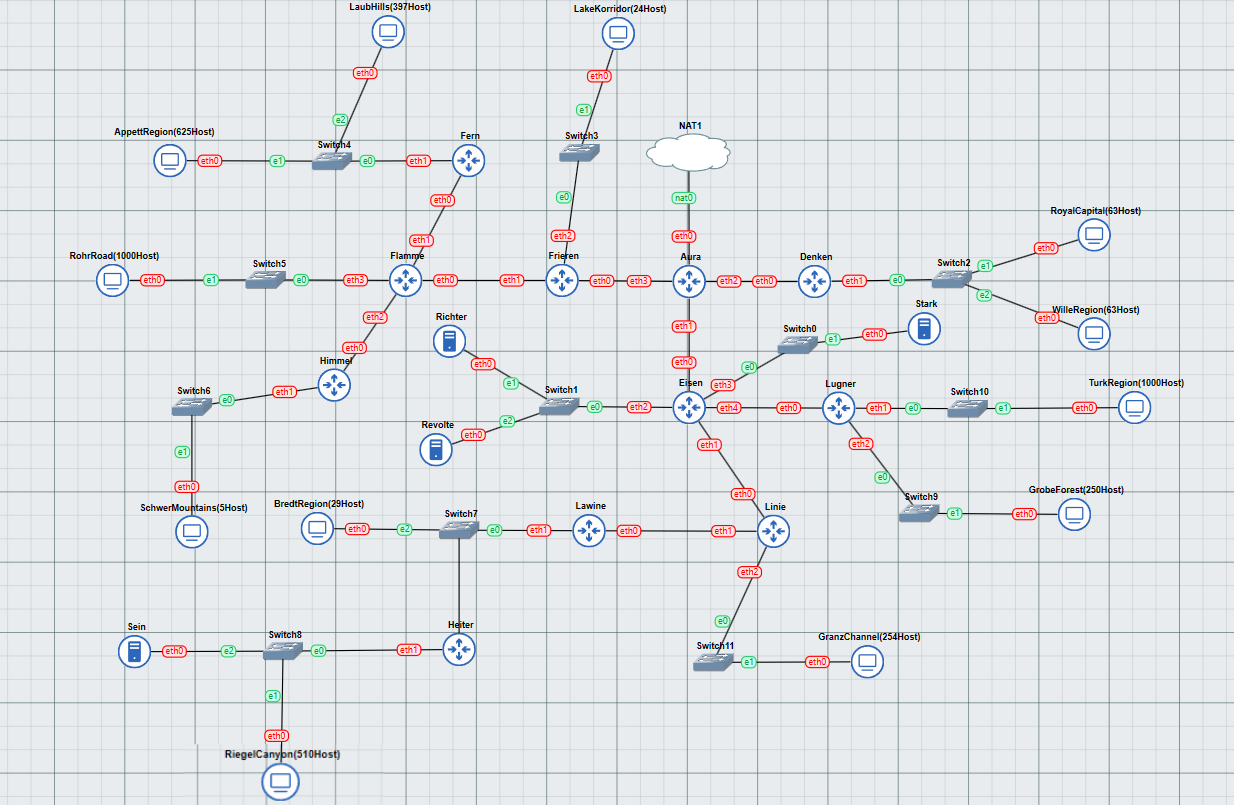 LaubHills(397Host)
LakeKorridor(24Host)
eth0
eth0
e2
e1
NAT1
AppettRegion(625Host)
Switch4
Fern
Switch3
eth0
e1
e0
eth1
eth0
e0
nat0
RoyalCapital(63Host)
eth1
eth2
eth0
eth0
RohrRoad(1000Host)
Switch5
Flamme
Frieren
Aura
Denken
Switch2
e1
eth0
e1
e0
eth3
eth0
eth1
eth0
eth3
eth2
eth0
eth1
e0
e2
Stark
WilleRegion(63Host)
eth2
Richter
eth1
Switch0
eth0
eth0
e1
eth0
Himmel
eth0
eth0
e0
Switch6
eth1
e1
Switch1
Eisen
eth3
Lugner
Switch10
TurkRegion(1000Host)
e0
e0
eth2
eth4
eth0
eth1
e0
e1
eth0
Revolte
eth0
e2
e1
eth1
eth2
eth0
e0
SchwerMountains(5Host)
BredtRegion(29Host)
Switch7
Lawine
eth0
Linie
Switch9
GrobeForest(250Host)
eth0
e2
e0
eth1
eth0
eth1
e1
eth0
eth2
Sein
Switch8
Heiter
e0
Switch11
GranzChannel(254Host)
eth0
e2
e0
eth1
e1
eth0
e1
eth0
RiegelCanyon(510Host)